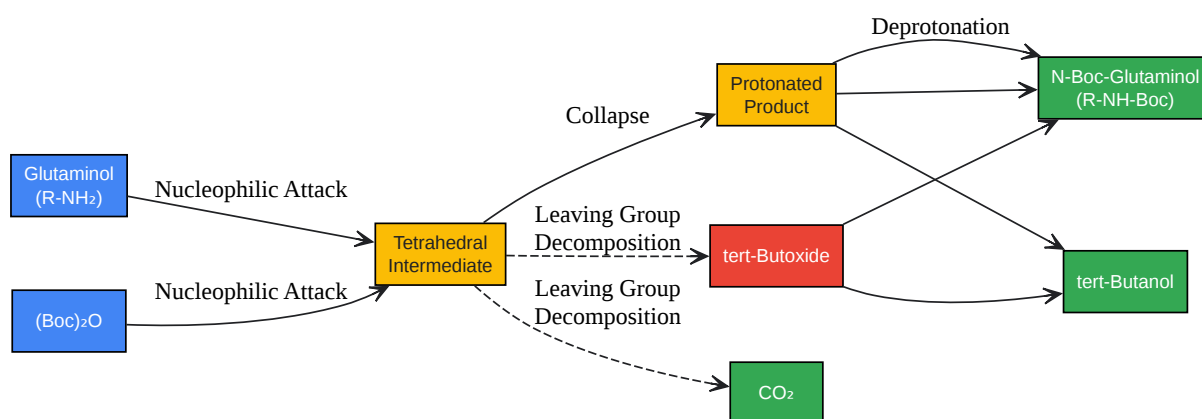 Deprotonation
Protonated
Product
N-Boc-Glutaminol
(R-NH-Boc)
Collapse
Glutaminol
(R-NH₂)
Nucleophilic Attack
Leaving Group
Decomposition
Tetrahedral
Intermediate
tert-Butoxide
tert-Butanol
(Boc)₂O
Nucleophilic Attack
Leaving Group
Decomposition
CO₂